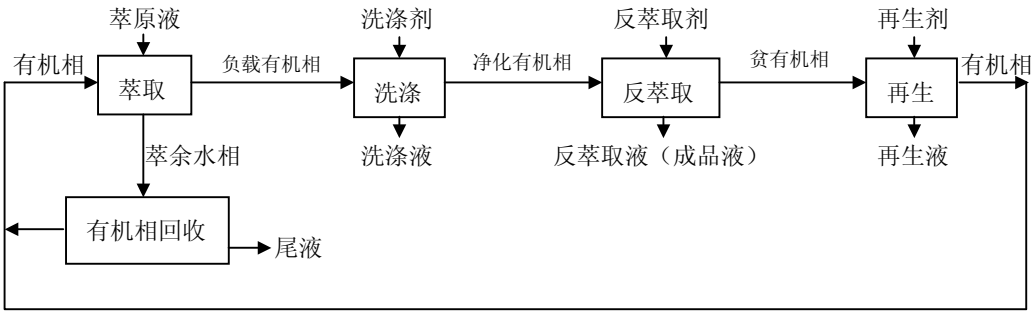 萃原液 洗涤剂 反萃取剂 再生剂
有机相 负载有机相 净化有机相 贫有机相 有机相
萃取 洗涤 反萃取 再生
萃余水相 洗涤液 反萃取液（成品液） 再生液
有机相回收
尾液